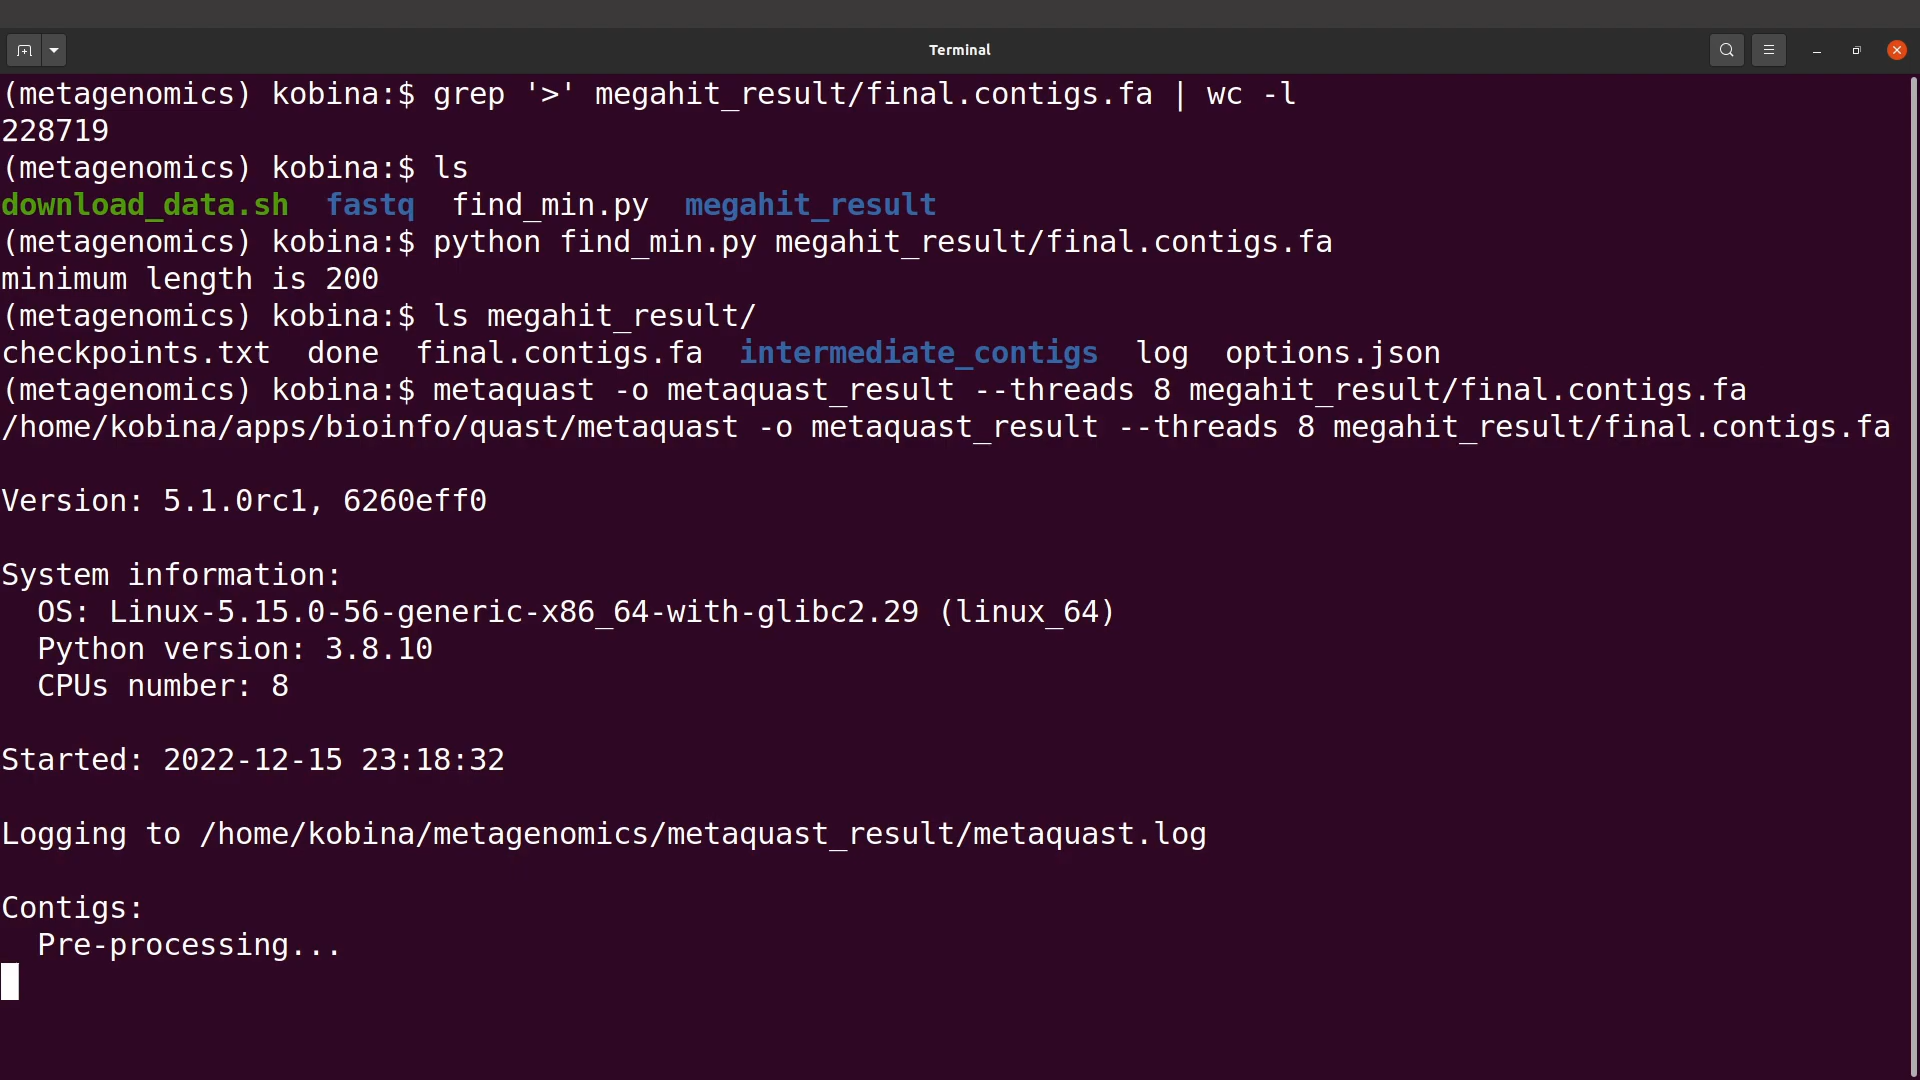 Terminal
(metagenomics) kobina:$ grep '>' megahit_result/final.contigs.fa | wc -l
228719
(metagenomics) kobina:$ ls
download_data.sh  fastq  find_min.py  megahit_result
(metagenomics) kobina:$ python find_min.py megahit_result/final.contigs.fa
minimum length is 200
(metagenomics) kobina:$ ls megahit_result/
checkpoints.txt  done  final.contigs.fa  intermediate_contigs  log  options.json
(metagenomics) kobina:$ metaquast -o metaquast_result --threads 8 megahit_result/final.contigs.fa
/home/kobina/apps/bioinfo/quast/metaquast -o metaquast_result --threads 8 megahit_result/final.contigs.fa
Version: 5.1.0rc1, 6260eff0
System information:
  OS: Linux-5.15.0-56-generic-x86_64-with-glibc2.29 (linux_64)
  Python version: 3.8.10
  CPUs number: 8
Started: 2022-12-15 23:18:32
Logging to /home/kobina/metagenomics/metaquast_result/metaquast.log
Contigs:
  Pre-processing...